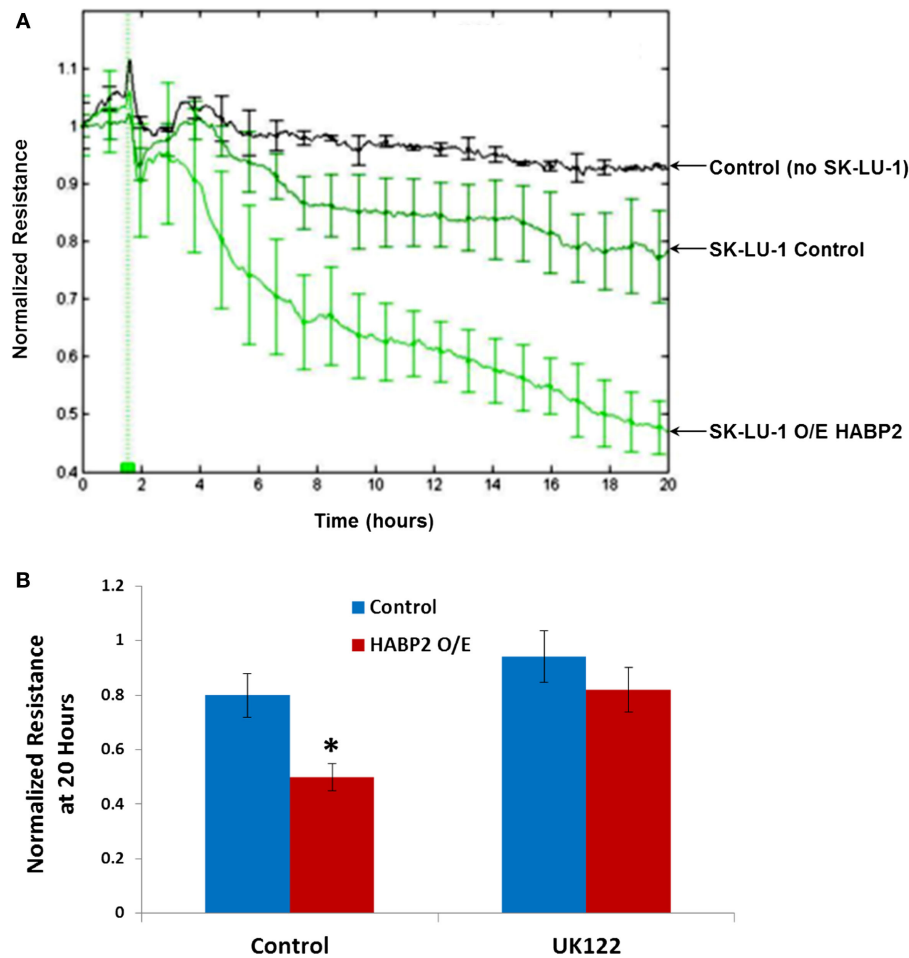 A
Normalized Resistance
1.1
1
0.9
0.8
0.7
0.6
0.5
0.4
0 2 4 6 8 10 12 14 16 18 20
Time (hours)
Control (no SK-LU-1)
SK-LU-1 Control
SK-LU-1 O/E HABP2
B
Normalized Resistance
at 20 Hours
1.2
1
0.8
0.6
0.4
0.2
0
Control
HABP2 O/E
*
Control UK122